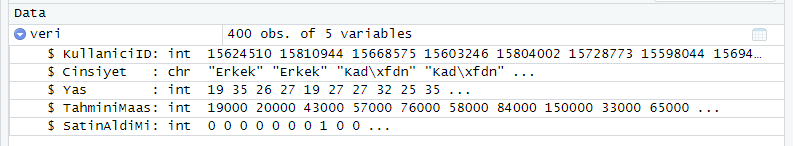 Data
veri 400 obs. of 5 variables
$ KullaniciID: int 15624510 15810944 15668575 15603246 15804002 15728773 15598044 15694…
$ Cinsiyet : chr "Erkek" "Erkek" "Kad\xfdn" "Kad\xfdn" ...
$ Yas : int 19 35 26 27 19 27 27 32 25 35 ...
$ TahminiMaas: int 19000 20000 43000 57000 76000 58000 84000 150000 33000 65000 ...
$ SatinAldiMi: int 0 0 0 0 0 0 0 1 0 0 ...